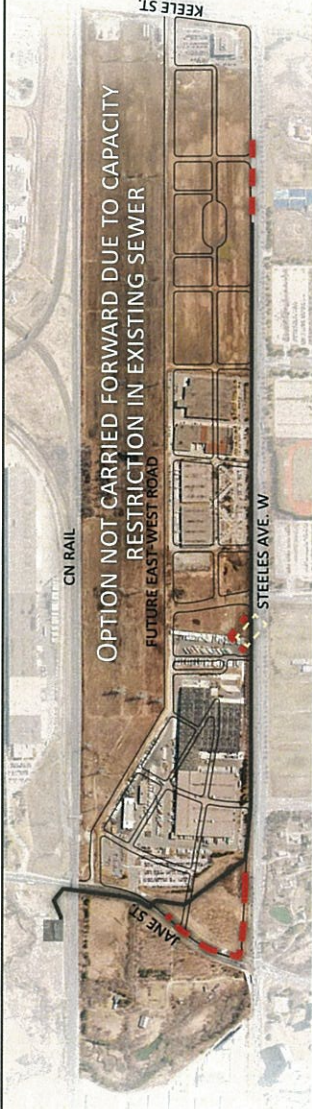 KEELE ST.
OPTION NOT CARRIED FORWARD DUE TO CAPACITY
RESTRICTION IN EXISTING SEWER
CN RAIL
FUTURE EAST-WEST ROAD
STEELES AVE. W
JANE ST.